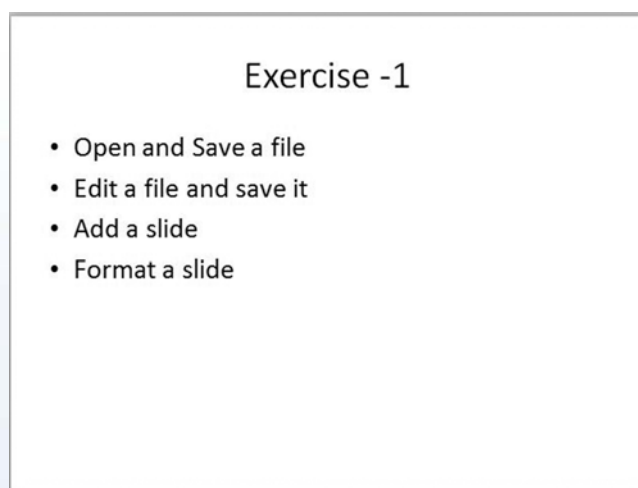 Exercise -1
• Open and Save a file
• Edit a file and save it
• Add a slide
• Format a slide